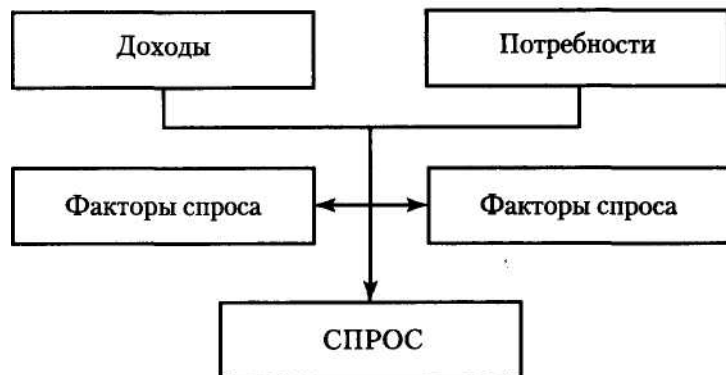 Доходы
Потребности
Факторы спроса
Факторы спроса
СПРОС